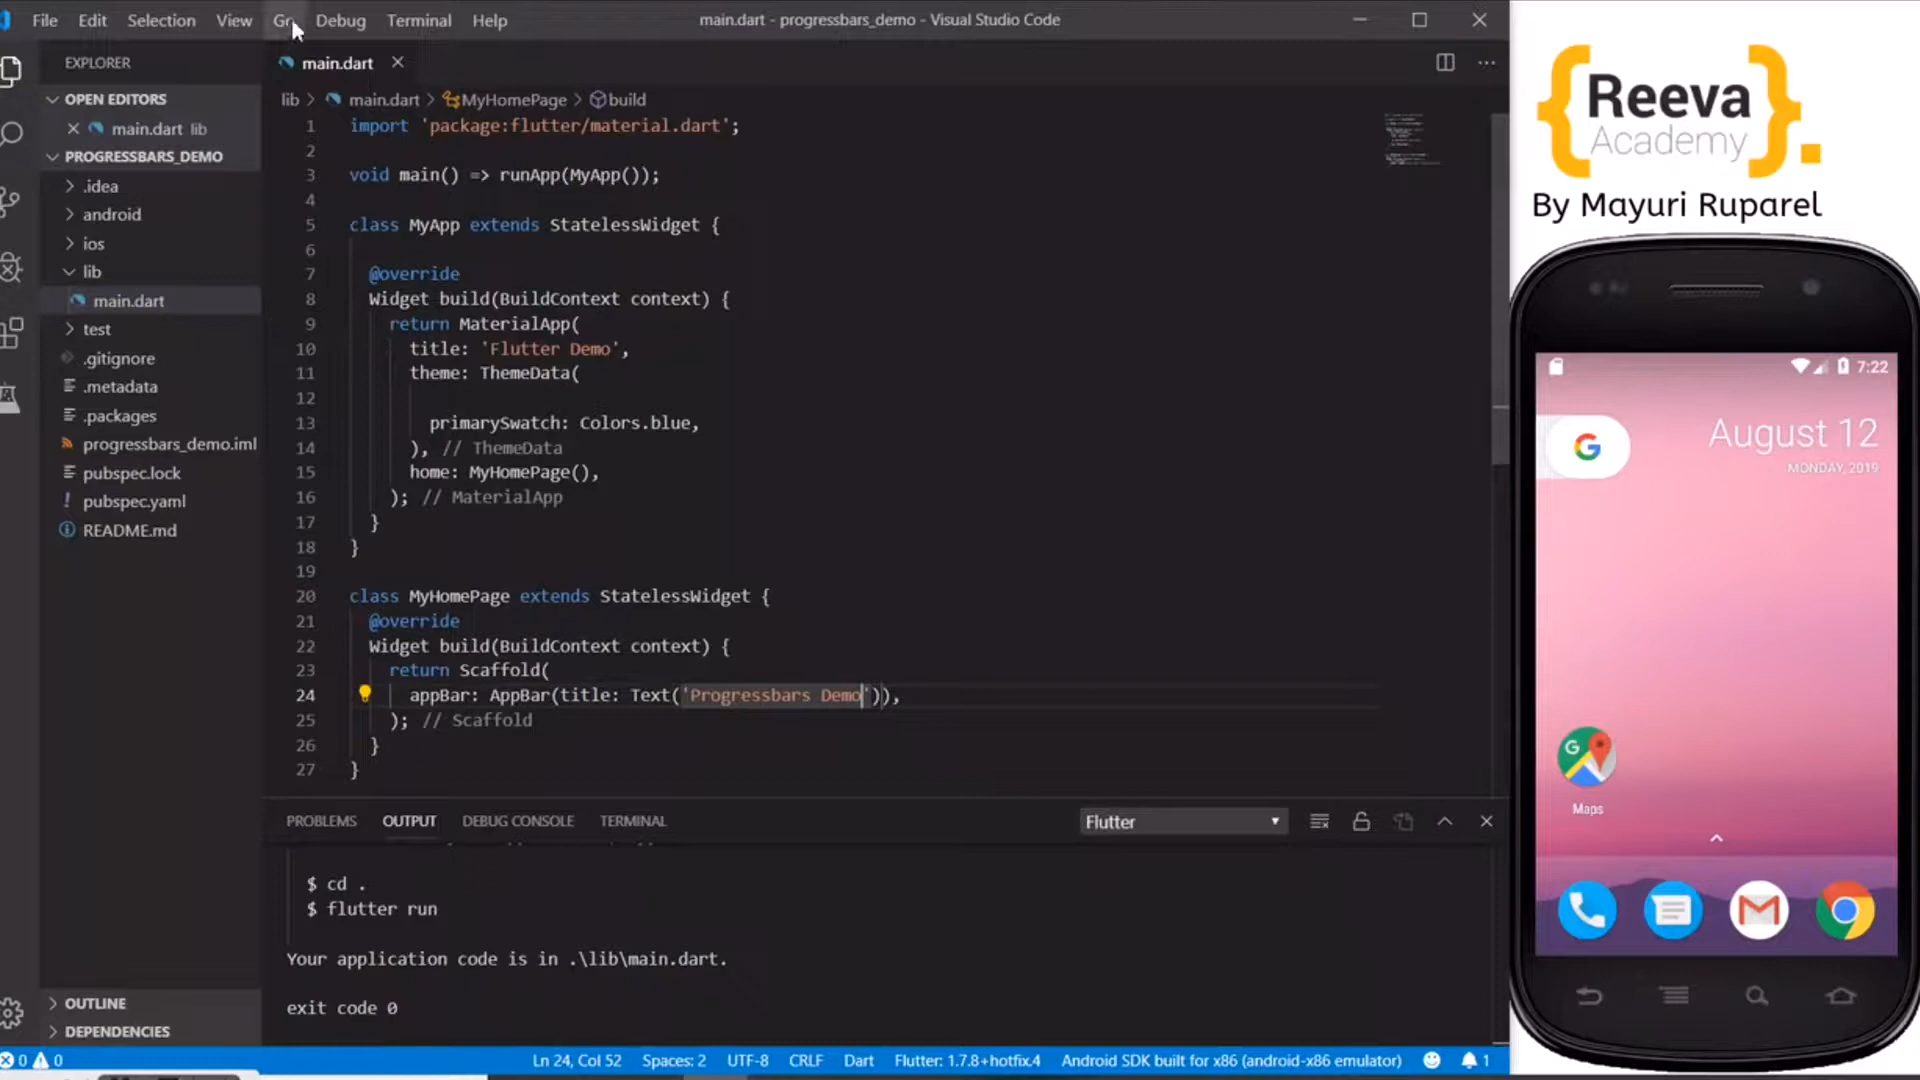 File Edit Selection View Go Debug Terminal Help
main.dart - progressbars_demo - Visual Studio Code
EXPLORER
OPEN EDITORS
main.dart lib
PROGRESSBARS_DEMO
.idea
android
ios
lib
main.dart
test
.gitignore
.metadata
.packages
progressbars_demo.iml
pubspec.lock
pubspec.yaml
README.md
OUTLINE
DEPENDENCIES
main.dart
lib > main.dart > MyHomePage > build
1 import 'package:flutter/material.dart';
2
3 void main() => runApp(MyApp());
4
5 class MyApp extends StatelessWidget {
6
7 @override
8 Widget build(BuildContext context) {
9 return MaterialApp(
10 title: 'Flutter Demo',
11 theme: ThemeData(
12
13 primarySwatch: Colors.blue,
14 ), // ThemeData
15 home: MyHomePage(),
16 ); // MaterialApp
17 }
18 }
19
20 class MyHomePage extends StatelessWidget {
21 @override
22 Widget build(BuildContext context) {
23 return Scaffold(
24 appBar: AppBar(title: Text('Progressbars Demo')),
25 ); // Scaffold
26 }
27 }
PROBLEMS OUTPUT DEBUG CONSOLE TERMINAL
Flutter
$ cd .
$ flutter run
Your application code is in .\lib\main.dart.
exit code 0
0 0 Ln 24, Col 52 Spaces: 2 UTF-8 CRLF Dart Flutter: 1.7.8+hotfix.4 Android SDK built for x86 (android-x86 emulator) 1
{Reeva
Academy}.
By Mayuri Ruparel
7:22
G August 12
MONDAY, 2019
G
Maps